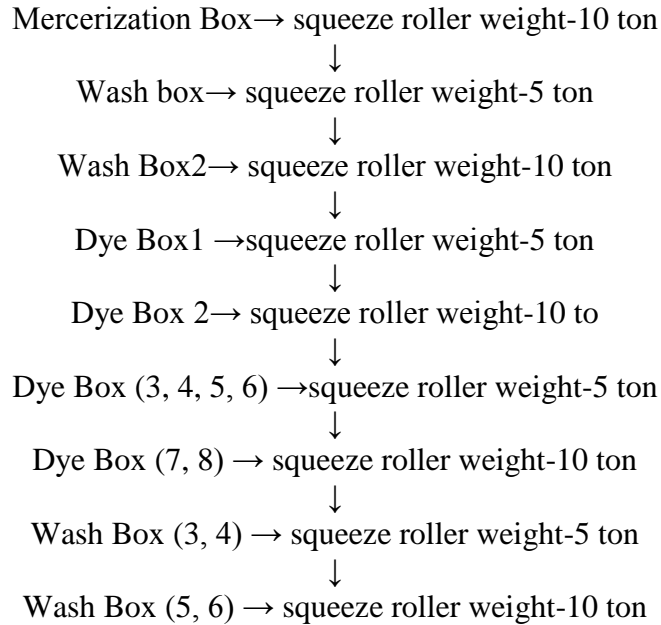 Mercerization Box→ squeeze roller weight-10 ton
↓
Wash box→ squeeze roller weight-5 ton
↓
Wash Box2→ squeeze roller weight-10 ton
↓
Dye Box1 →squeeze roller weight-5 ton
↓
Dye Box 2→ squeeze roller weight-10 to
↓
Dye Box (3, 4, 5, 6) →squeeze roller weight-5 ton
↓
Dye Box (7, 8) → squeeze roller weight-10 ton
↓
Wash Box (3, 4) → squeeze roller weight-5 ton
↓
Wash Box (5, 6) → squeeze roller weight-10 ton